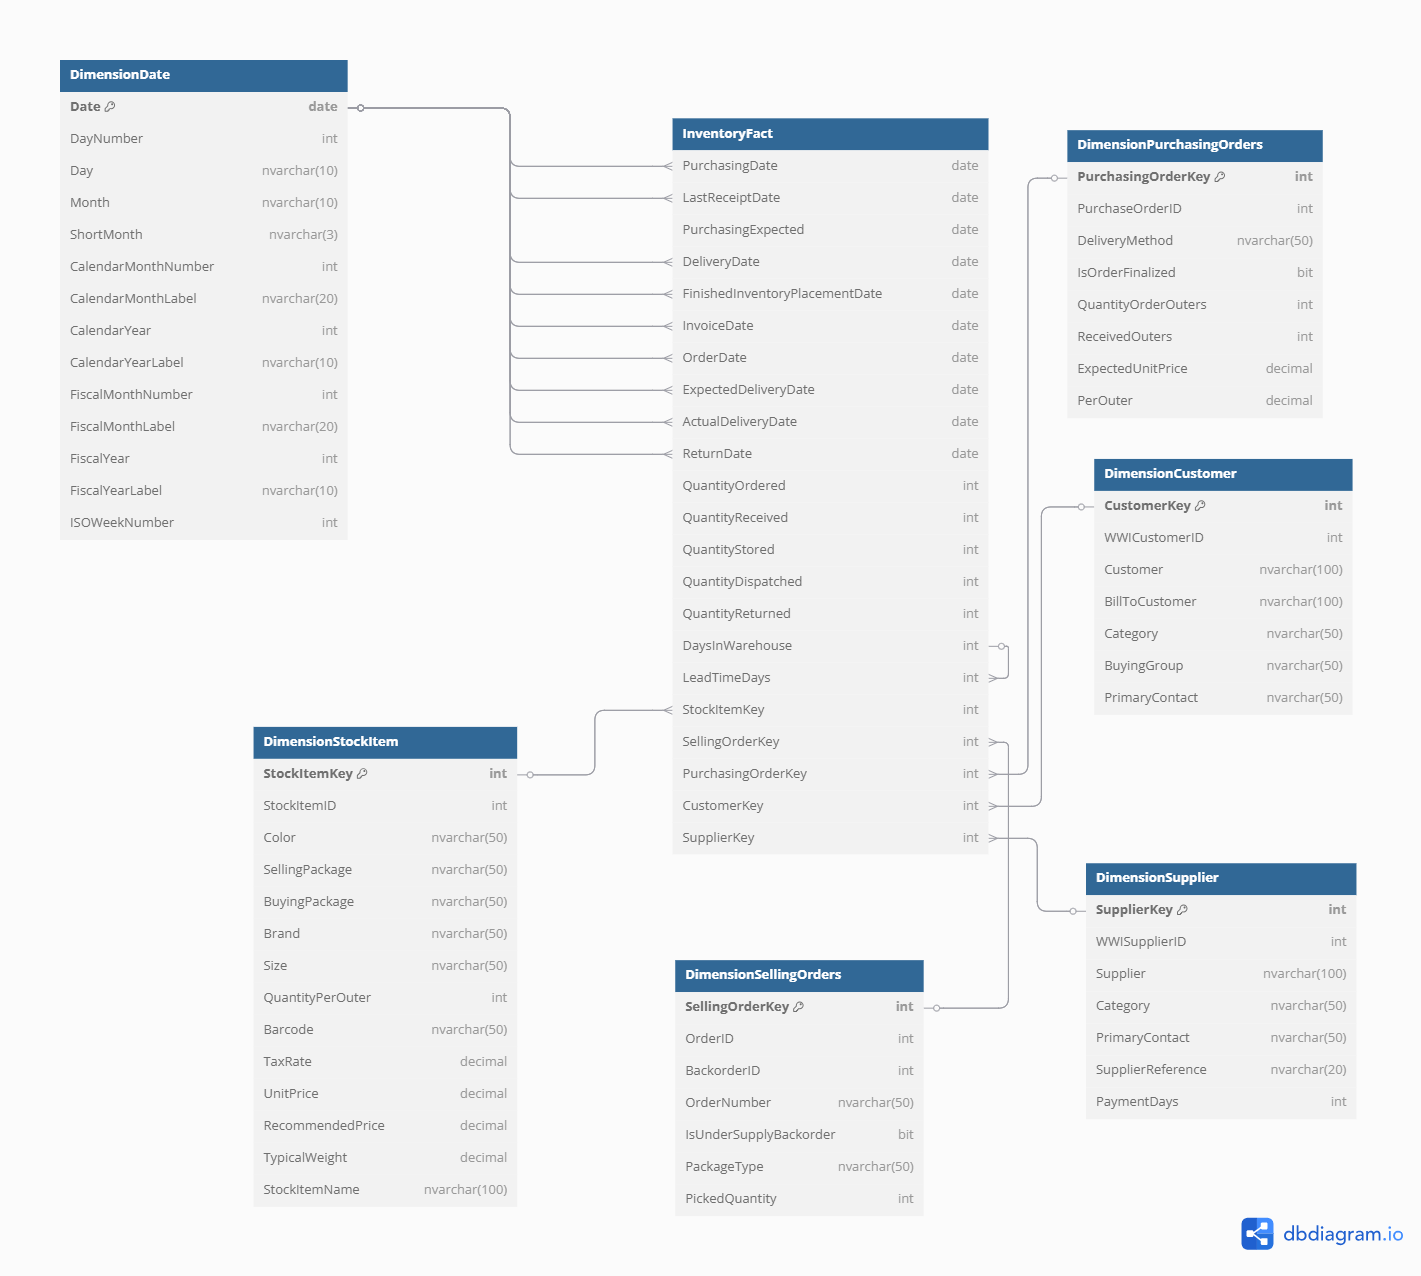 DimensionDate
Date date
DayNumber int
Day nvarchar(10)
Month nvarchar(10)
ShortMonth nvarchar(3)
CalendarMonthNumber int
CalendarMonthLabel nvarchar(20)
CalendarYear int
CalendarYearLabel nvarchar(10)
FiscalMonthNumber int
FiscalMonthLabel nvarchar(20)
FiscalYear int
FiscalYearLabel nvarchar(10)
ISOWeekNumber int
InventoryFact
PurchasingDate date
LastReceiptDate date
PurchasingExpected date
DeliveryDate date
FinishedInventoryPlacementDate date
InvoiceDate date
OrderDate date
ExpectedDeliveryDate date
ActualDeliveryDate date
ReturnDate date
QuantityOrdered int
QuantityReceived int
QuantityStored int
QuantityDispatched int
QuantityReturned int
DaysInWarehouse int
LeadTimeDays int
StockItemKey int
SellingOrderKey int
PurchasingOrderKey int
CustomerKey int
SupplierKey int
DimensionPurchasingOrders
PurchasingOrderKey int
PurchaseOrderID int
DeliveryMethod nvarchar(50)
IsOrderFinalized bit
QuantityOrderOuters int
ReceivedOuters int
ExpectedUnitPrice decimal
PerOuter decimal
DimensionCustomer
CustomerKey int
WWICustomerID int
Customer nvarchar(100)
BillToCustomer nvarchar(100)
Category nvarchar(50)
BuyingGroup nvarchar(50)
PrimaryContact nvarchar(50)
DimensionStockItem
StockItemKey int
StockItemID int
Color nvarchar(50)
SellingPackage nvarchar(50)
BuyingPackage nvarchar(50)
Brand nvarchar(50)
Size nvarchar(50)
QuantityPerOuter int
Barcode nvarchar(50)
TaxRate decimal
UnitPrice decimal
RecommendedPrice decimal
TypicalWeight decimal
StockItemName nvarchar(100)
DimensionSellingOrders
SellingOrderKey int
OrderID int
BackorderID int
OrderNumber nvarchar(50)
IsUnderSupplyBackorder bit
PackageType nvarchar(50)
PickedQuantity int
DimensionSupplier
SupplierKey int
WWISupplierID int
Supplier nvarchar(100)
Category nvarchar(50)
PrimaryContact nvarchar(50)
SupplierReference nvarchar(20)
PaymentDays int
dbdiagram.io